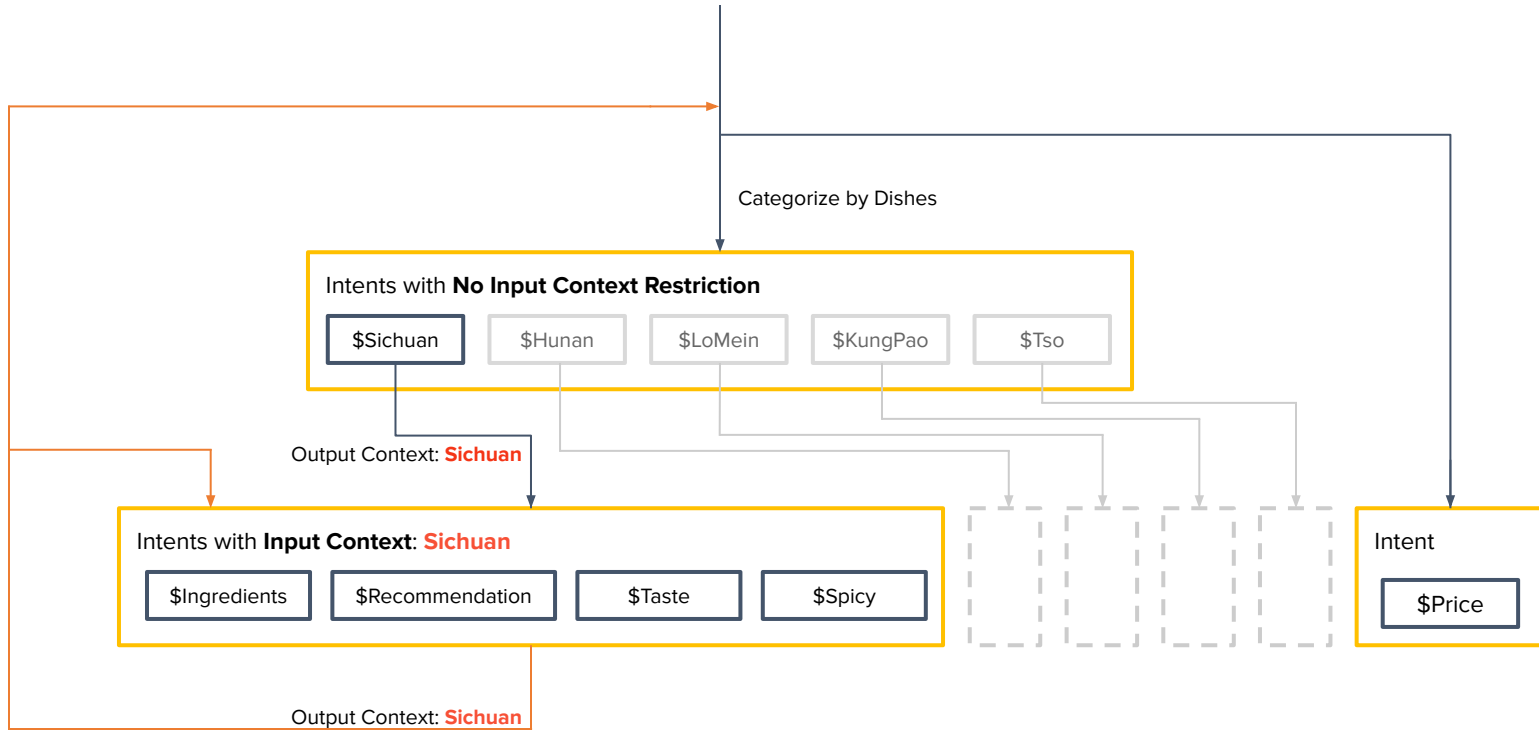 Categorize by Dishes
Intents with No Input Context Restriction
$Sichuan
$Hunan
$LoMein
$KungPao
$Tso
Output Context: Sichuan
Intents with Input Context: Sichuan
$Ingredients
$Recommendation
$Taste
$Spicy
Intent
$Price
Output Context: Sichuan